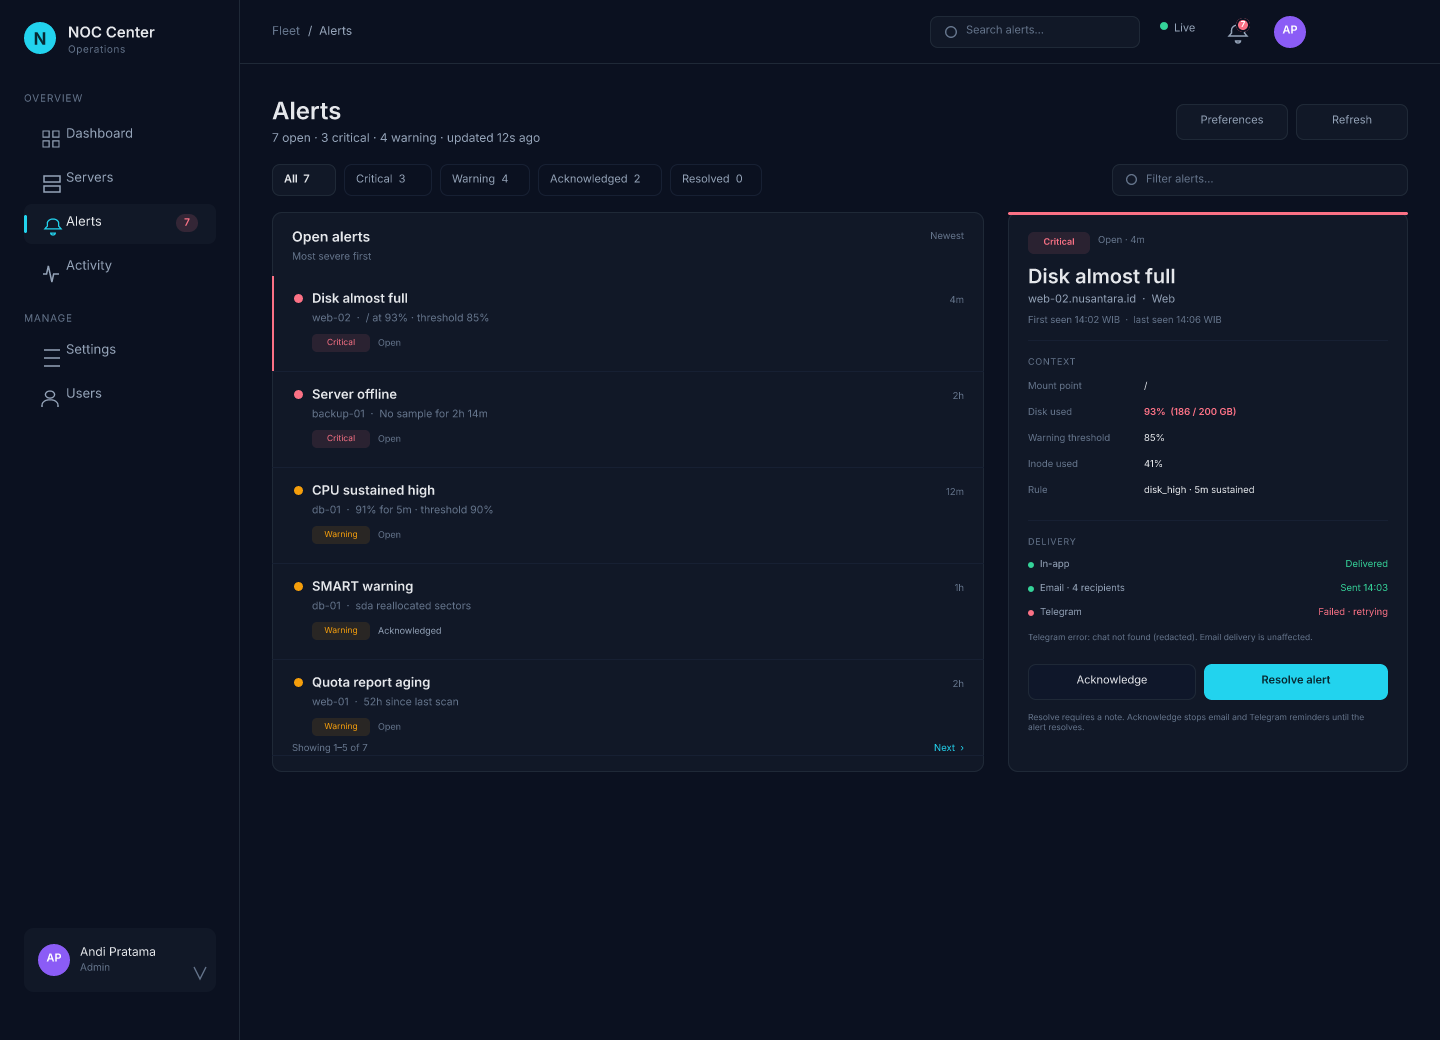 N
NOC Center
Operations
OVERVIEW
Dashboard
Servers
Alerts 7
Activity
MANAGE
Settings
Users
Andi Pratama
AP
Admin
Fleet / Alerts
Search alerts...
Live
7
AP
Alerts
7 open · 3 critical · 4 warning · updated 12s ago
Preferences
Refresh
All 7
Critical 3
Warning 4
Acknowledged 2
Resolved 0
Filter alerts...
Open alerts
Newest
Most severe first
Disk almost full
4m
web-02 · / at 93% · threshold 85%
Critical
Open
Server offline
2h
backup-01 · No sample for 2h 14m
Critical
Open
CPU sustained high
12m
db-01 · 91% for 5m · threshold 90%
Warning
Open
SMART warning
1h
db-01 · sda reallocated sectors
Warning
Acknowledged
Quota report aging
2h
web-01 · 52h since last scan
Warning
Open
Showing 1–5 of 7
Next ›
Critical
Open · 4m
Disk almost full
web-02.nusantara.id · Web
First seen 14:02 WIB · last seen 14:06 WIB
CONTEXT
Mount point /
Disk used 93% (186 / 200 GB)
Warning threshold 85%
Inode used 41%
Rule disk_high · 5m sustained
DELIVERY
In-app Delivered
Email · 4 recipients Sent 14:03
Telegram Failed · retrying
Telegram error: chat not found (redacted). Email delivery is unaffected.
Acknowledge
Resolve alert
Resolve requires a note. Acknowledge stops email and Telegram reminders until the
alert resolves.